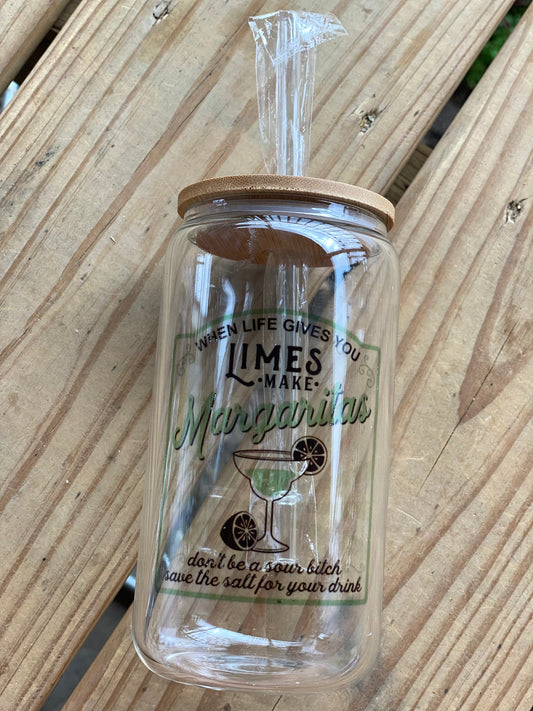 WHEN LIFE GIVES YOU
LIMES
·MAKE·
Margaritas
don't be a sour bitch
save the salt for your drink